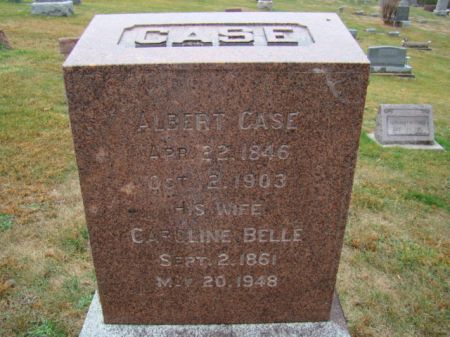 CASE
ALBERT CASE
APR. 22. 1846
OCT. 2. 1903
HIS WIFE
CAROLINE BELLE
SEPT. 2. 1861
MAY 20. 1948